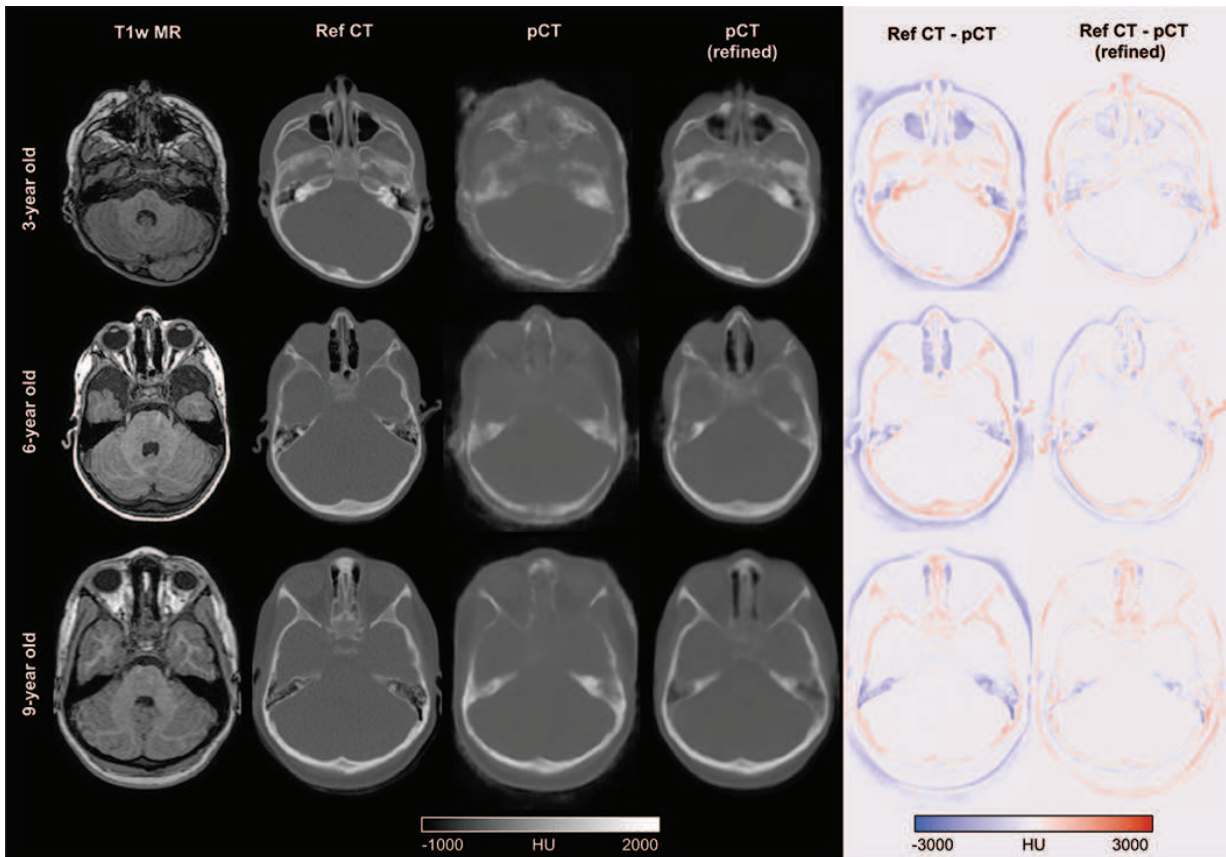 T1w MR
Ref CT
pCT
pCT
(refined)
Ref CT - pCT
Ref CT - pCT
(refined)
3-year old
6-year old
9-year old
-1000 HU 2000
-3000 HU 3000